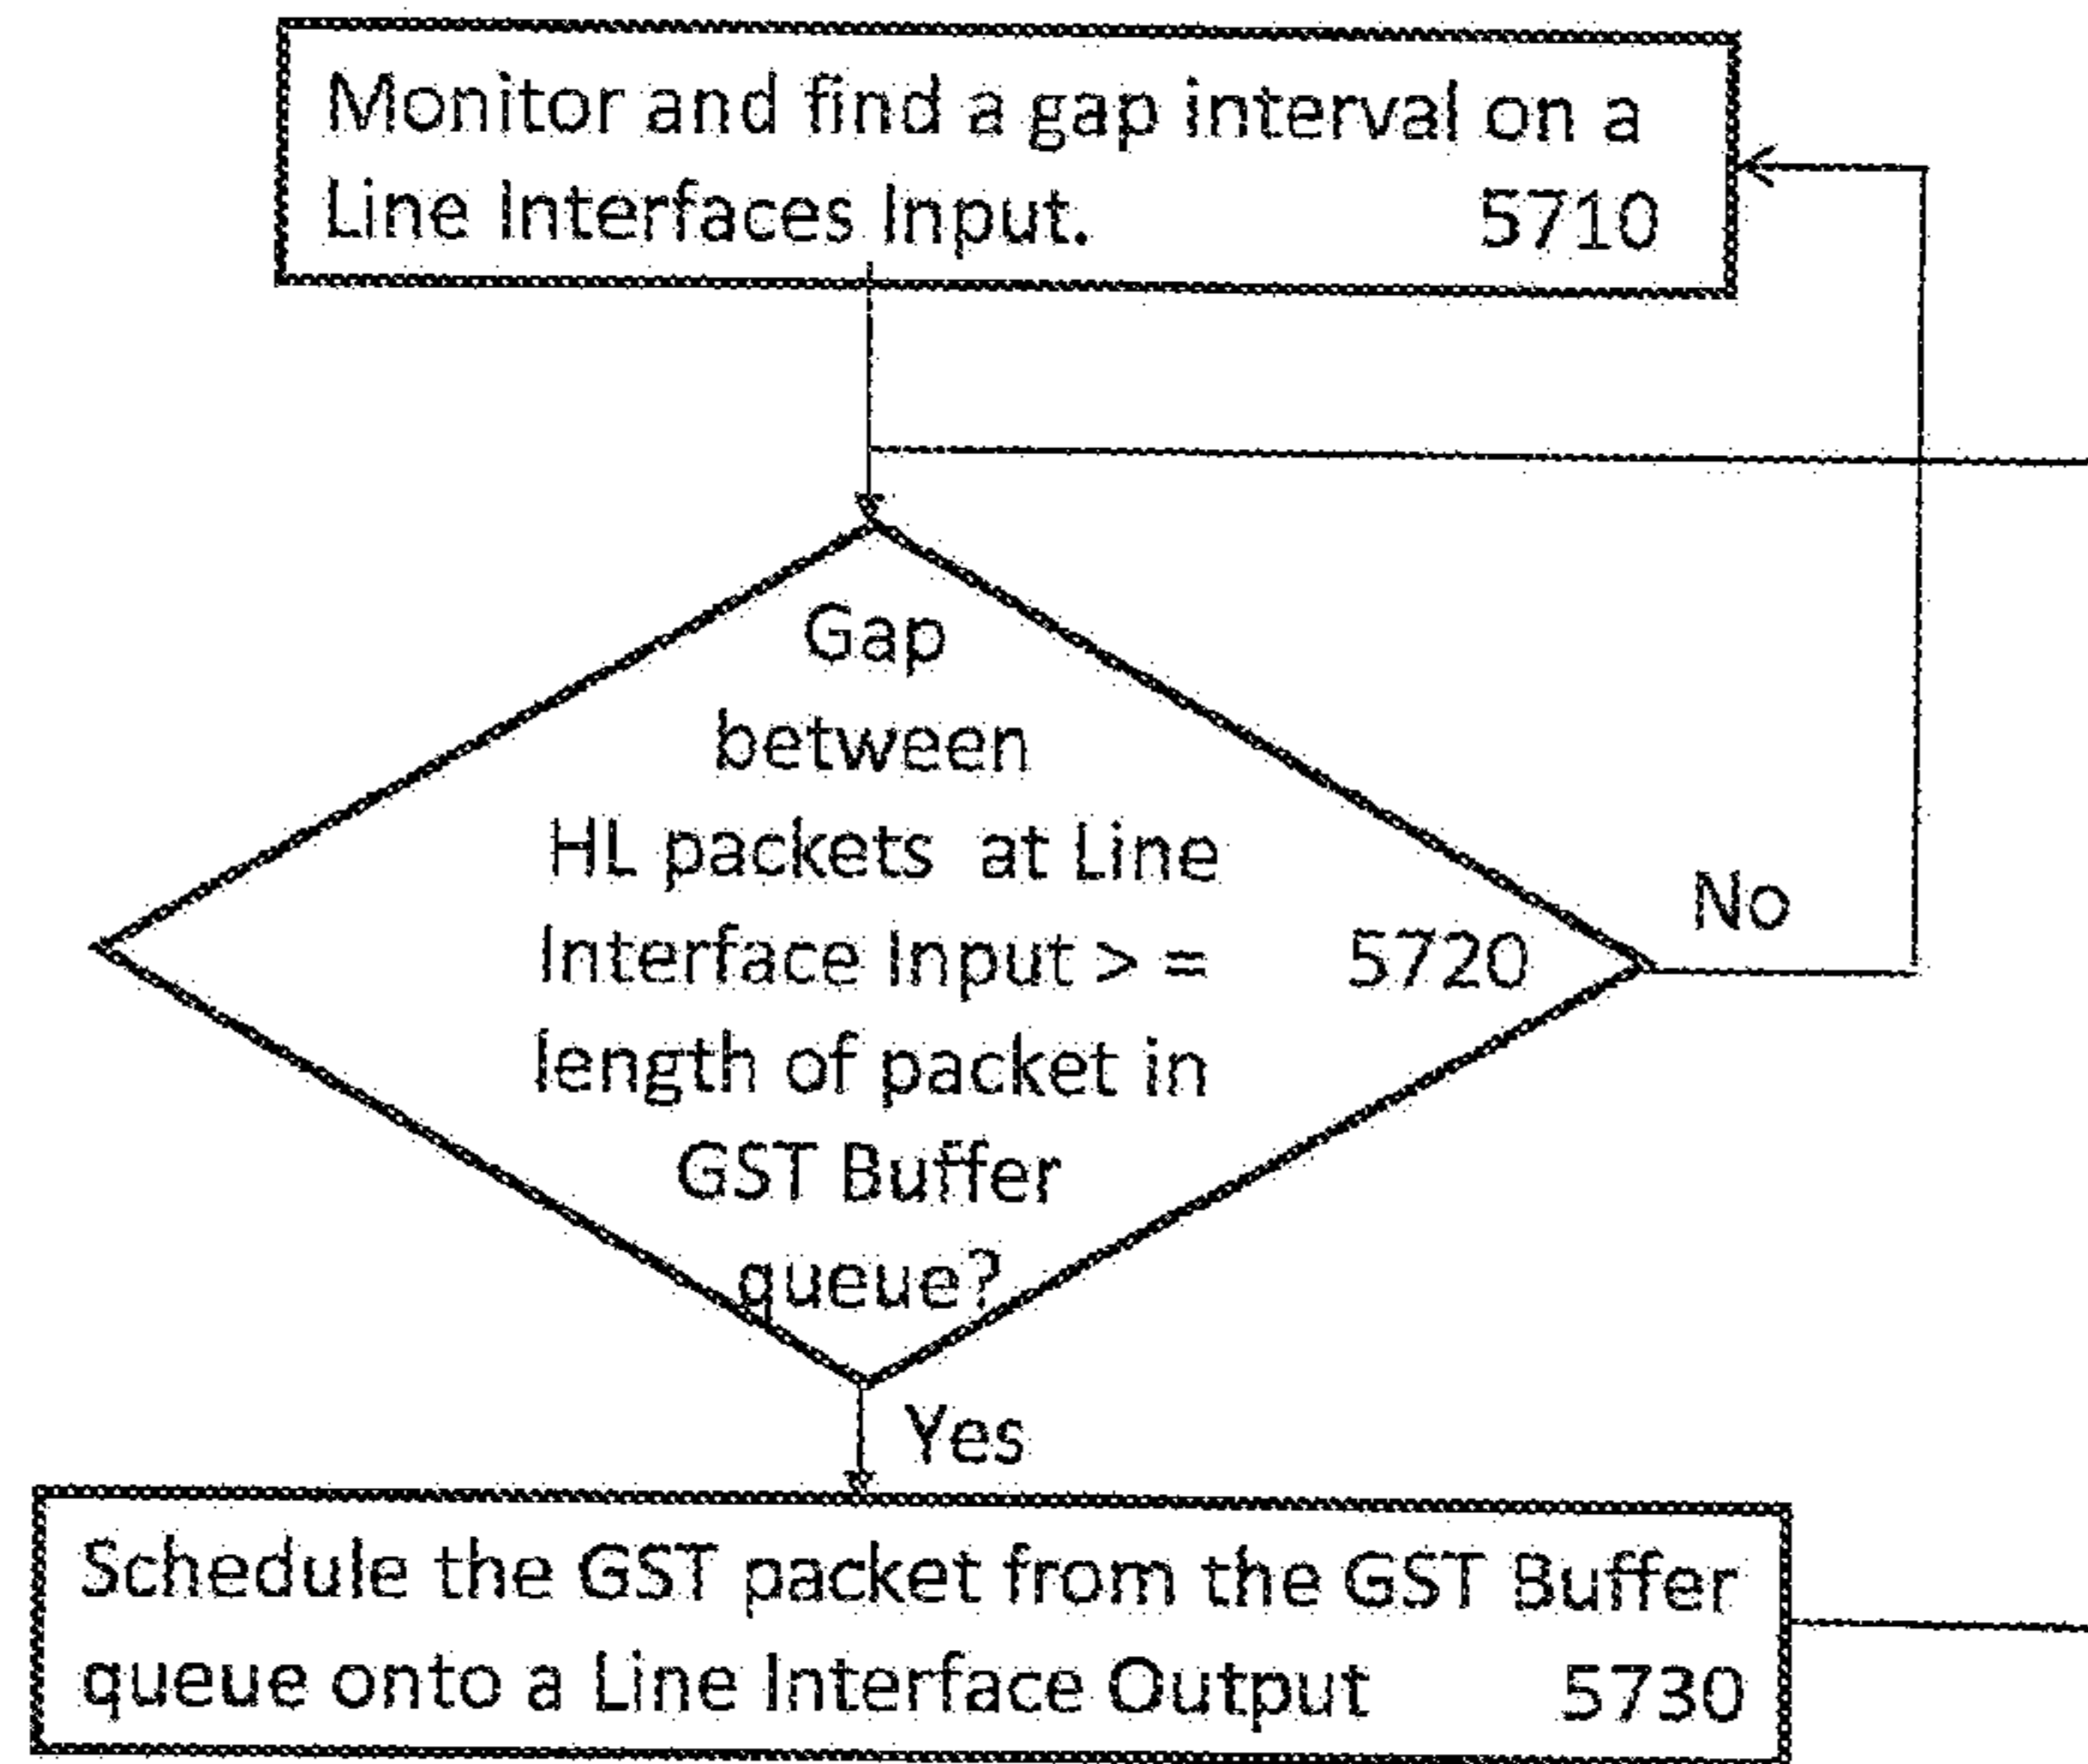 Monitor and find a gap interval on a
Line Interfaces Input. 5710
Gap
between
HL packets at Line
Interface Input > = 5720
No
length of packet in
GST Buffer
queue?
Yes
Schedule the GST packet from the GST Buffer
queue onto a Line Interface Output 5730